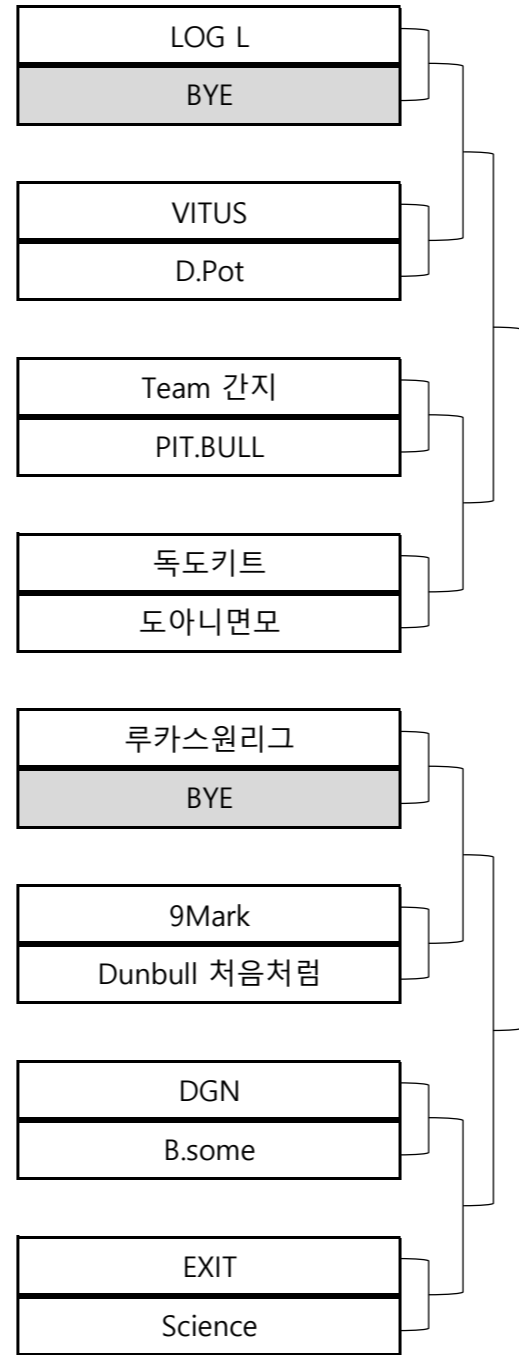 LOG L
BYE
VITUS
D.Pot
Team 간지
PIT.BULL
독도키트
도아니면모
루카스원리그
BYE
9Mark
Dunbull 처음처럼
DGN
B.some
EXIT
Science